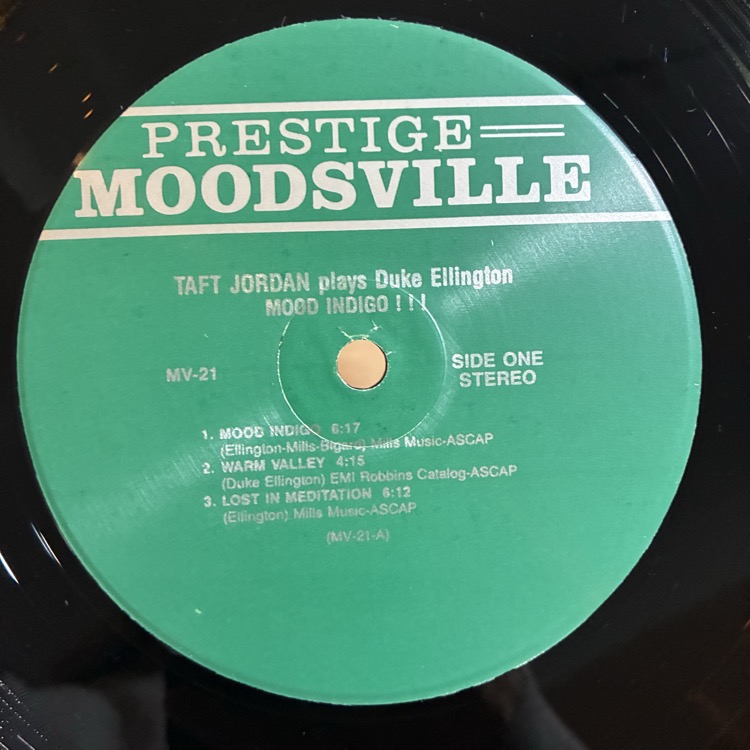 PRESTIGE
MOODSVILLE
TAFT JORDAN plays Duke Ellington
MOOD INDIGO ! ! !
MV-21
SIDE ONE
STEREO
1. MOOD INDIGO 6:17
(Ellington-Mills-Bigard) Mills Music-ASCAP
2. WARM VALLEY 4:15
(Duke Ellington) EMI Robbins Catalog-ASCAP
3. LOST IN MEDITATION 6:12
(Ellington) Mills Music-ASCAP
(MV-21-A)